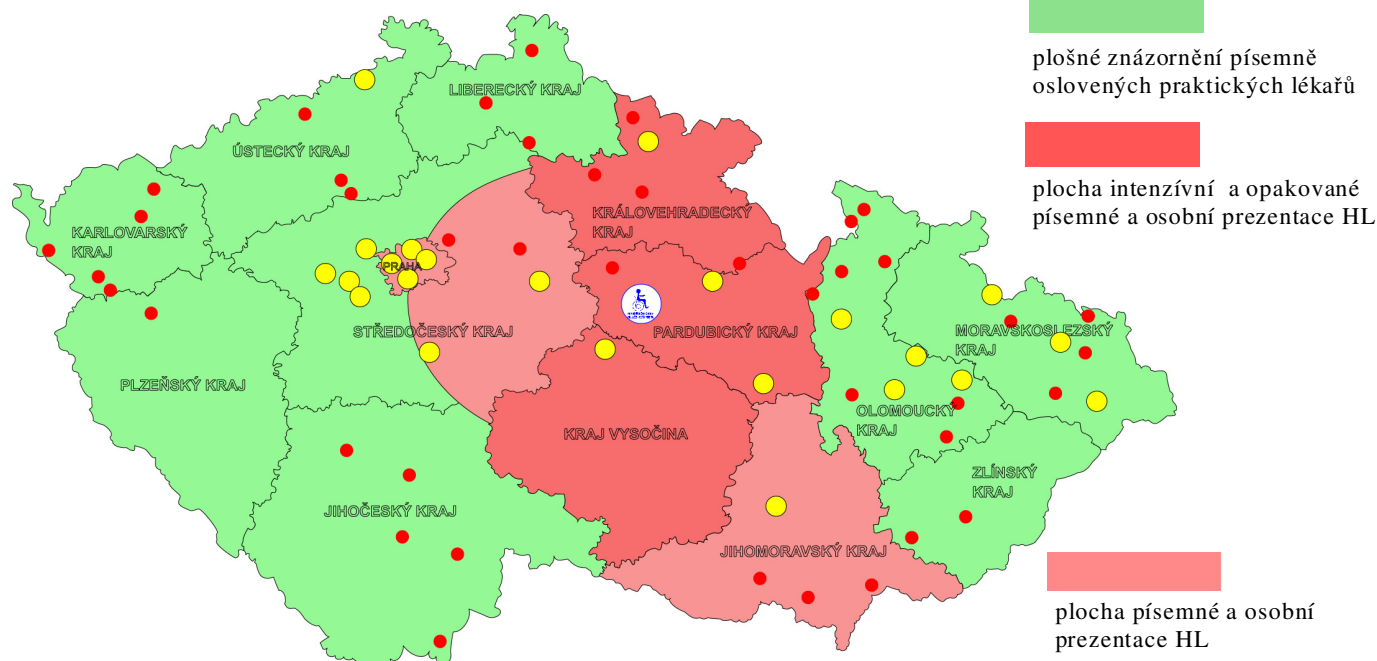 plošné znázornění písemně
oslovených praktických lékařů
plocha intenzívní a opakované
písemné a osobní prezentace HL
LIBERECKÝ KRAJ
ÚSTECKÝ KRAJ
KARLOVARSKÝ
KRAJ
KRÁLOVEHRADECKÝ
KRAJ
PRAHA
STŘEDOČESKÝ KRAJ
PARDUBICKÝ KRAJ
MORAVSKOSLEZSKÝ
KRAJ
PLZEŇSKÝ KRAJ
OLOMOUCKÝ
KRAJ
KRAJ VYSOČINA
ZLÍNSKÝ
KRAJ
JIHOČESKÝ KRAJ
JIHOMORAVSKÝ KRAJ
plocha písemné a osobní
prezentace HL